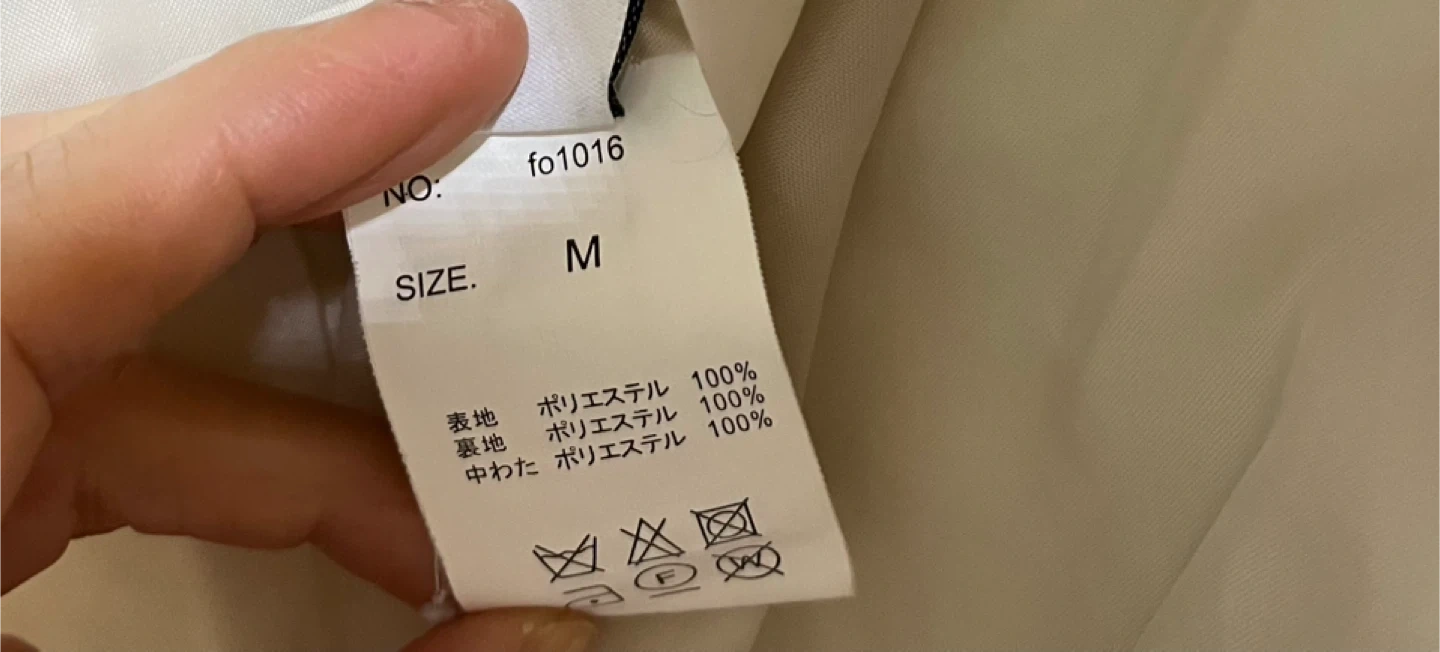 NO: fo1016
SIZE. M
表地 ポリエステル 100%
裏地 ポリエステル 100%
中わた ポリエステル 100%
F W